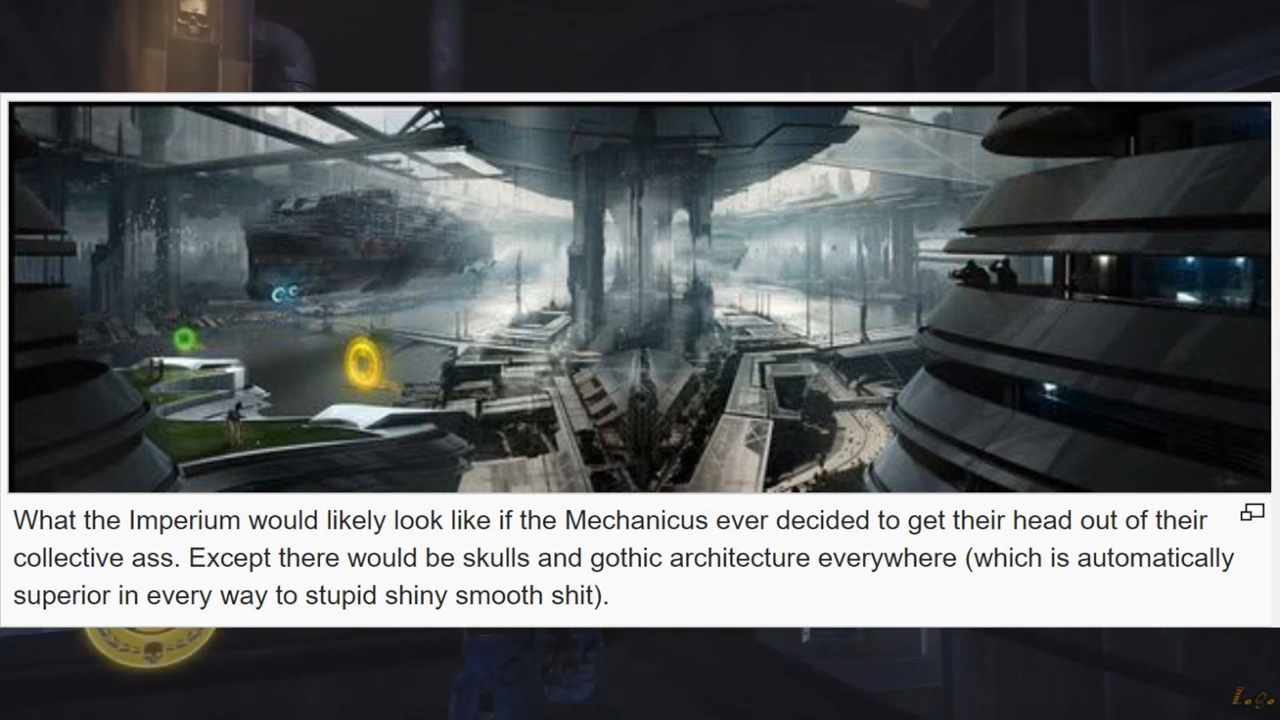 What the Imperium would likely look like if the Mechanicus ever decided to get their head out of their
collective ass. Except there would be skulls and gothic architecture everywhere (which is automatically
superior in every way to stupid shiny smooth shit).
Logo